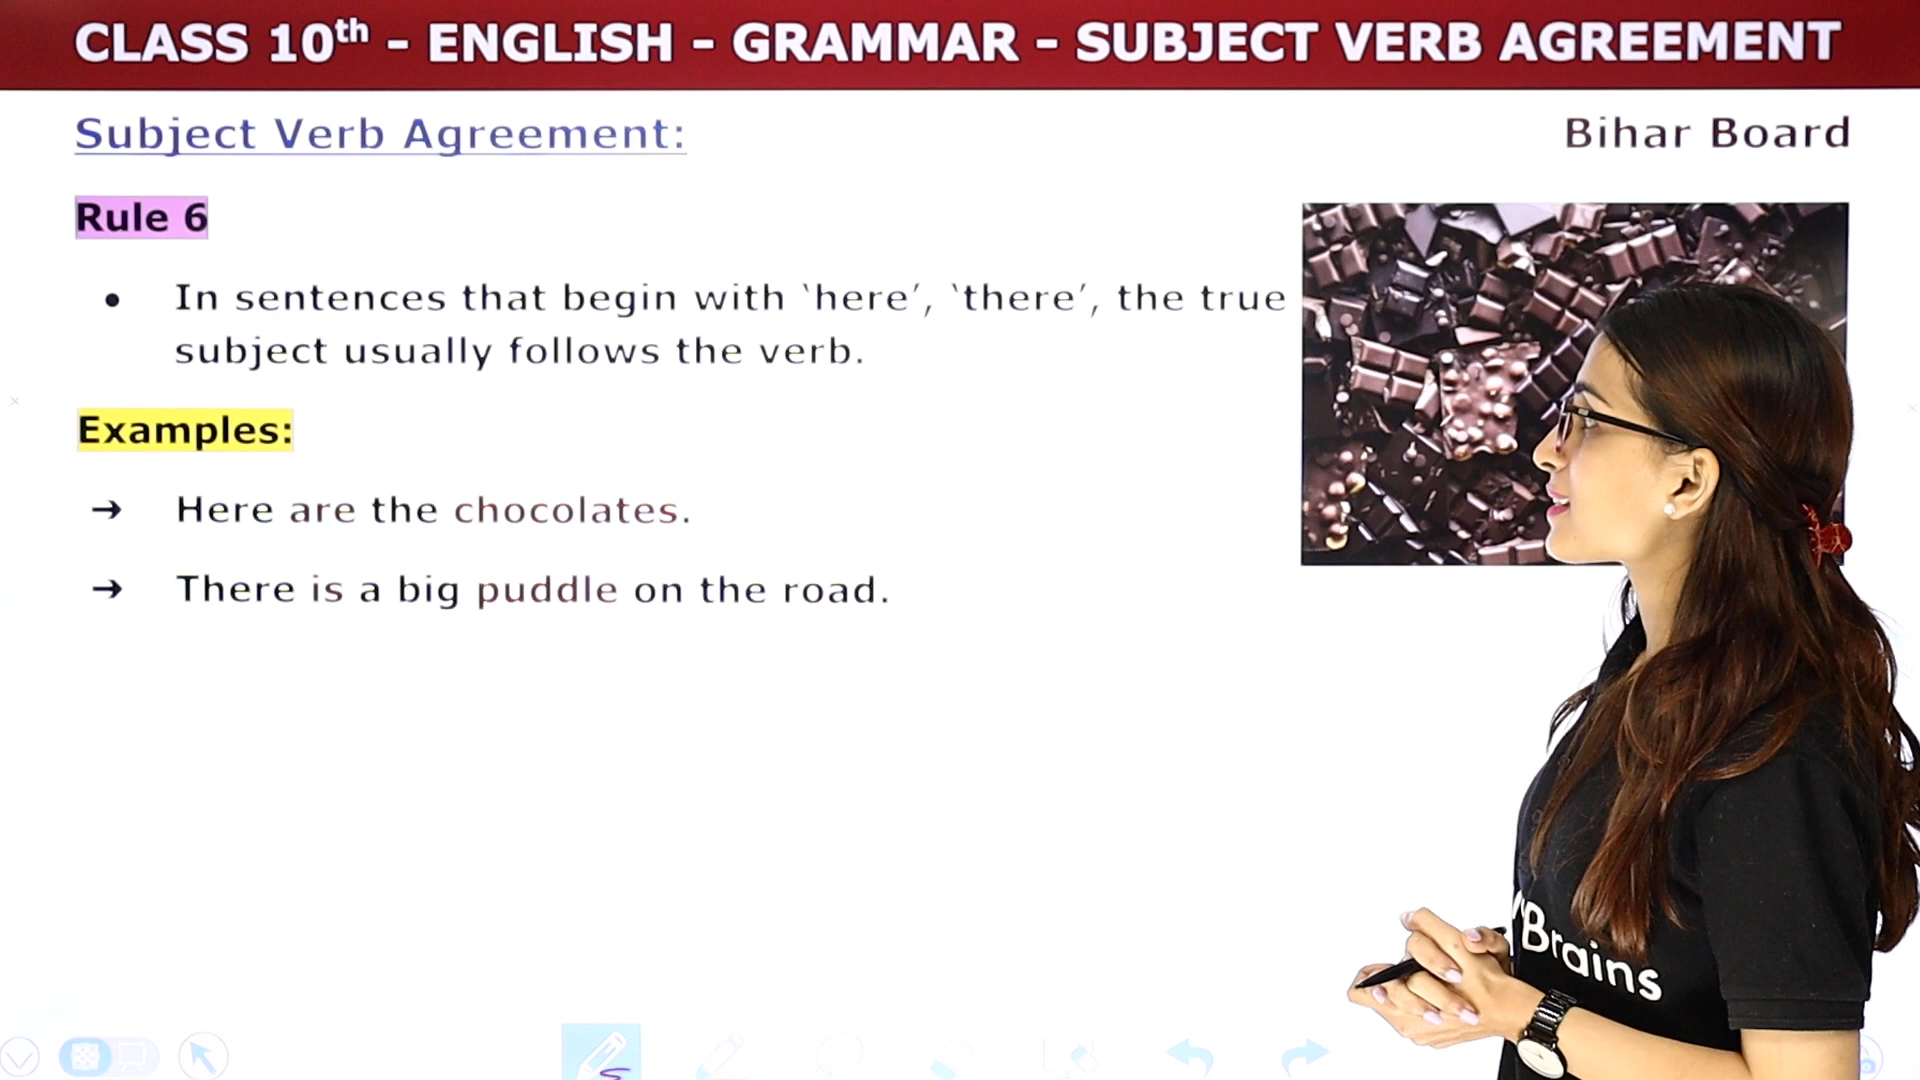 CLASS 10th - ENGLISH - GRAMMAR - SUBJECT VERB AGREEMENT
Subject Verb Agreement:
Bihar Board
Rule 6
• In sentences that begin with ‘here’, ‘there’, the true
subject usually follows the verb.
Examples:
→ Here are the chocolates.
→ There is a big puddle on the road.
Brains